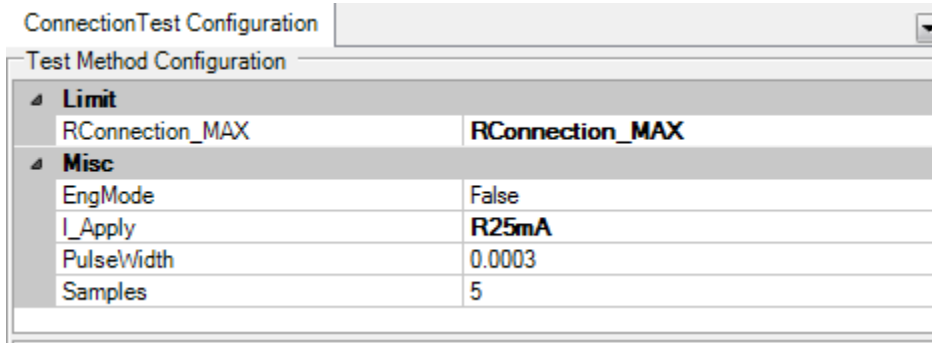 ConnectionTest Configuration
Test Method Configuration
Limit
RConnection_MAX RConnection_MAX
Misc
EngMode False
I_Apply R25mA
PulseWidth 0.0003
Samples 5